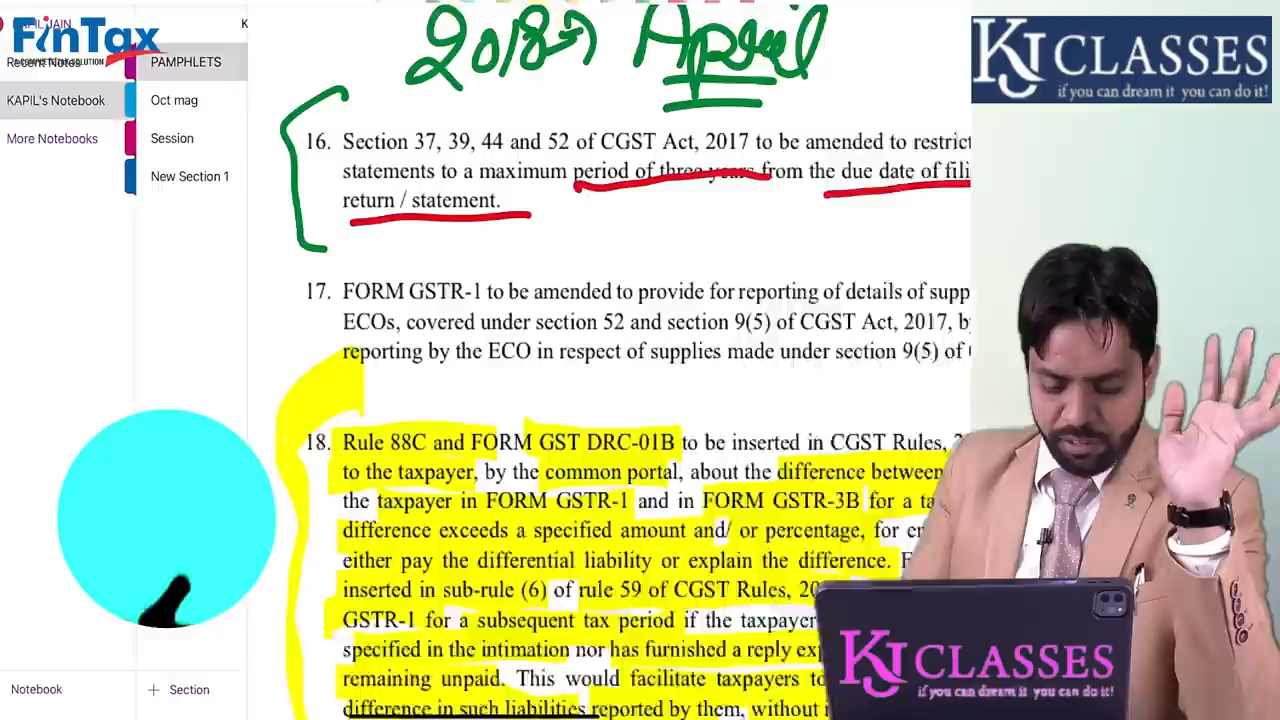 KAPIL JAIN
FinTax
Recent Notes
KAPIL's Notebook
More Notebooks
PAMPHLETS
Oct mag
Session
New Section 1
Notebook
+ Section
K
2018 April
KJ CLASSES
if you can dream it you can do it!
16. Section 37, 39, 44 and 52 of CGST Act, 2017 to be amended to restrict
statements to a maximum period of three years from the due date of fili
return / statement.
17. FORM GSTR-1 to be amended to provide for reporting of details of supp
ECOs, covered under section 52 and section 9(5) of CGST Act, 2017, b
reporting by the ECO in respect of supplies made under section 9(5) of
18. Rule 88C and FORM GST DRC-01B to be inserted in CGST Rules, 2
to the taxpayer, by the common portal, about the difference between
the taxpayer in FORM GSTR-1 and in FORM GSTR-3B for a ta
difference exceeds a specified amount and/ or percentage, for en
either pay the differential liability or explain the difference. F
inserted in sub-rule (6) of rule 59 of CGST Rules, 20
GSTR-1 for a subsequent tax period if the taxpayer
specified in the intimation nor has furnished a reply exp
remaining unpaid. This would facilitate taxpayers to
difference in such liabilities reported by them, without i
KJ CLASSES
if you can dream it you can do it!